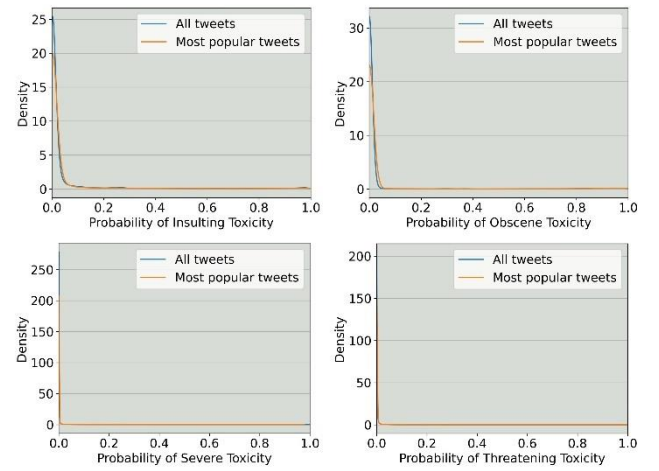 25
20
15
10
5
0
Density
All tweets
Most popular tweets
0.0 0.2 0.4 0.6 0.8 1.0
Probability of Insulting Toxicity
30
20
10
0
Density
All tweets
Most popular tweets
0.0 0.2 0.4 0.6 0.8 1.0
Probability of Obscene Toxicity
250
200
150
100
50
0
Density
All tweets
Most popular tweets
0.0 0.2 0.4 0.6 0.8 1.0
Probability of Severe Toxicity
200
150
100
50
0
Density
All tweets
Most popular tweets
0.0 0.2 0.4 0.6 0.8 1.0
Probability of Threatening Toxicity